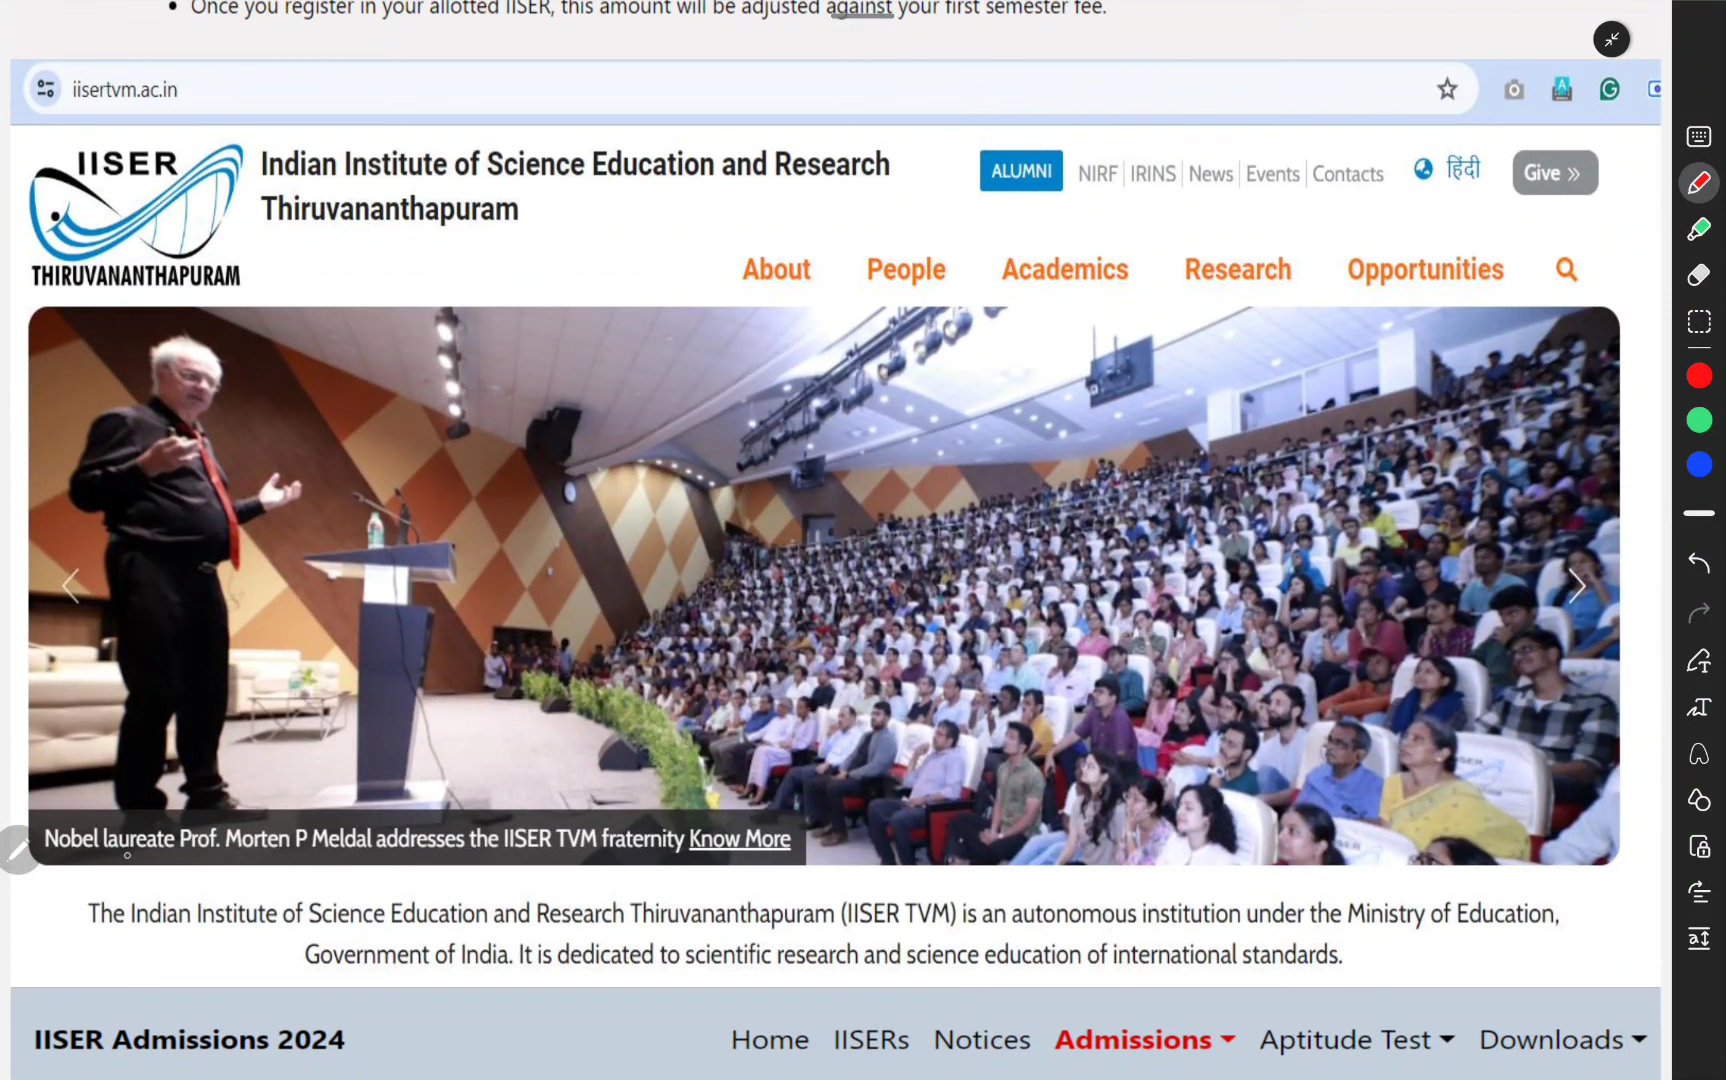 • Once you register in your allotted IISER, this amount will be adjusted against your first semester fee.
iisertvm.ac.in
IISER
THIRUVANANTHAPURAM
Indian Institute of Science Education and Research
Thiruvananthapuram
ALUMNI NIRF IRINS News Events Contacts हिंदी Give »
About People Academics Research Opportunities
Nobel laureate Prof. Morten P Meldal addresses the IISER TVM fraternity Know More
The Indian Institute of Science Education and Research Thiruvananthapuram (IISER TVM) is an autonomous institution under the Ministry of Education,
Government of India. It is dedicated to scientific research and science education of international standards.
IISER Admissions 2024 Home IISERs Notices Admissions Aptitude Test Downloads